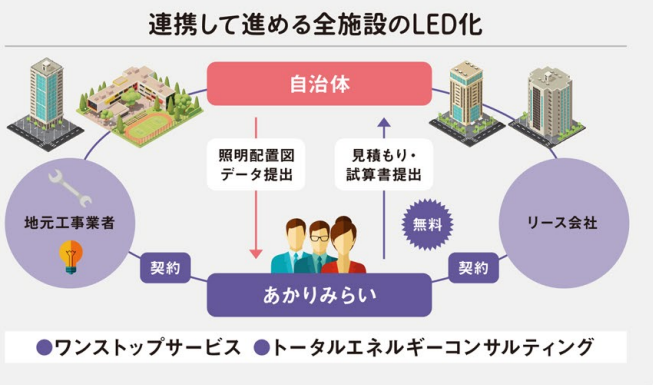 連携して進める全施設のLED化
自治体
照明配置図
データ提出
見積もり・
試算書提出
無料
地元工事業者
リース会社
契約
契約
あかりみらい
●ワンストップサービス ●トータルエネルギーコンサルティング